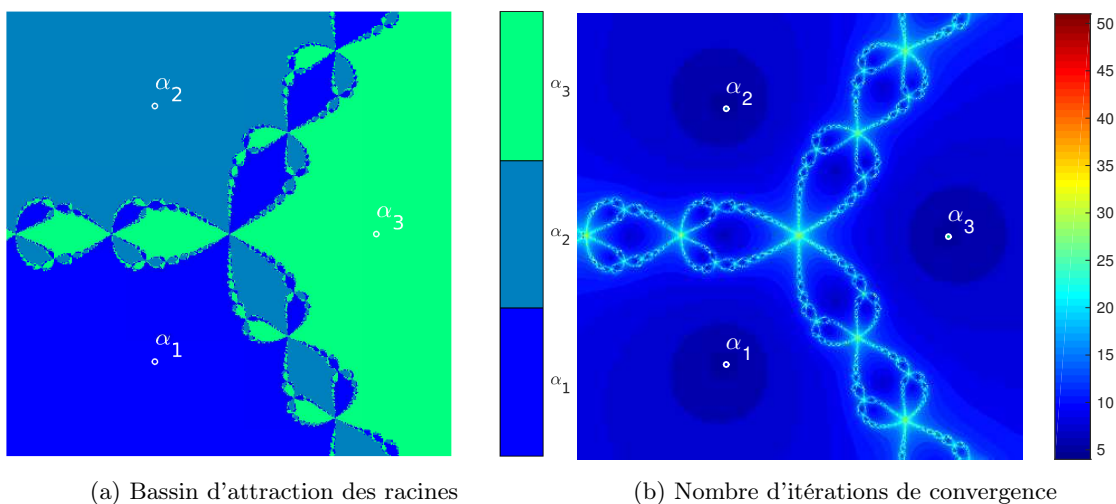 α2
α3
α1
α3
α2
α1
α2
α3
α1
50
45
40
35
30
25
20
15
10
5
(a) Bassin d'attraction des racines
(b) Nombre d'itérations de convergence